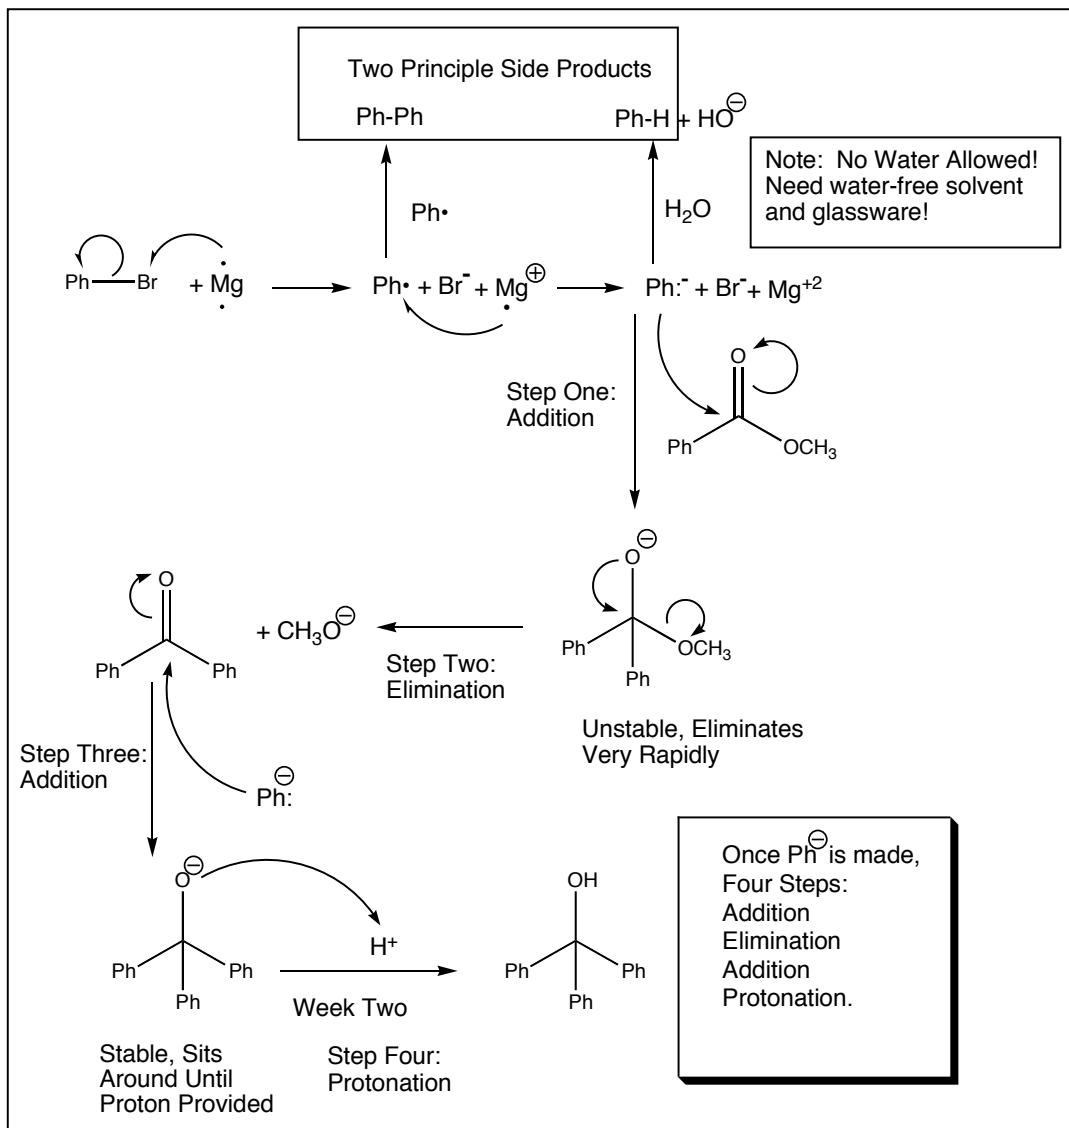 Two Principle Side Products
Ph-Ph
Ph-H + HO⊖
Note: No Water Allowed!
Need water-free solvent
and glassware!
Ph•
H₂O
Ph—Br + Mg
Ph• + Br⁻ + Mg⊕
Ph:⁻ + Br⁻ + Mg⁺²
Step One:
Addition
O
Ph
OCH₃
O⊖
Ph
OCH₃
Ph
Unstable, Eliminates
Very Rapidly
Step Two:
Elimination
O
Ph
Ph
+ CH₃O⊖
Step Three:
Addition
Ph:⊖
O⊖
Ph
Ph
Ph
Stable, Sits
Around Until
Proton Provided
H⁺
Week Two
Step Four:
Protonation
OH
Ph
Ph
Ph
Once Ph⊖ is made,
Four Steps:
Addition
Elimination
Addition
Protonation.